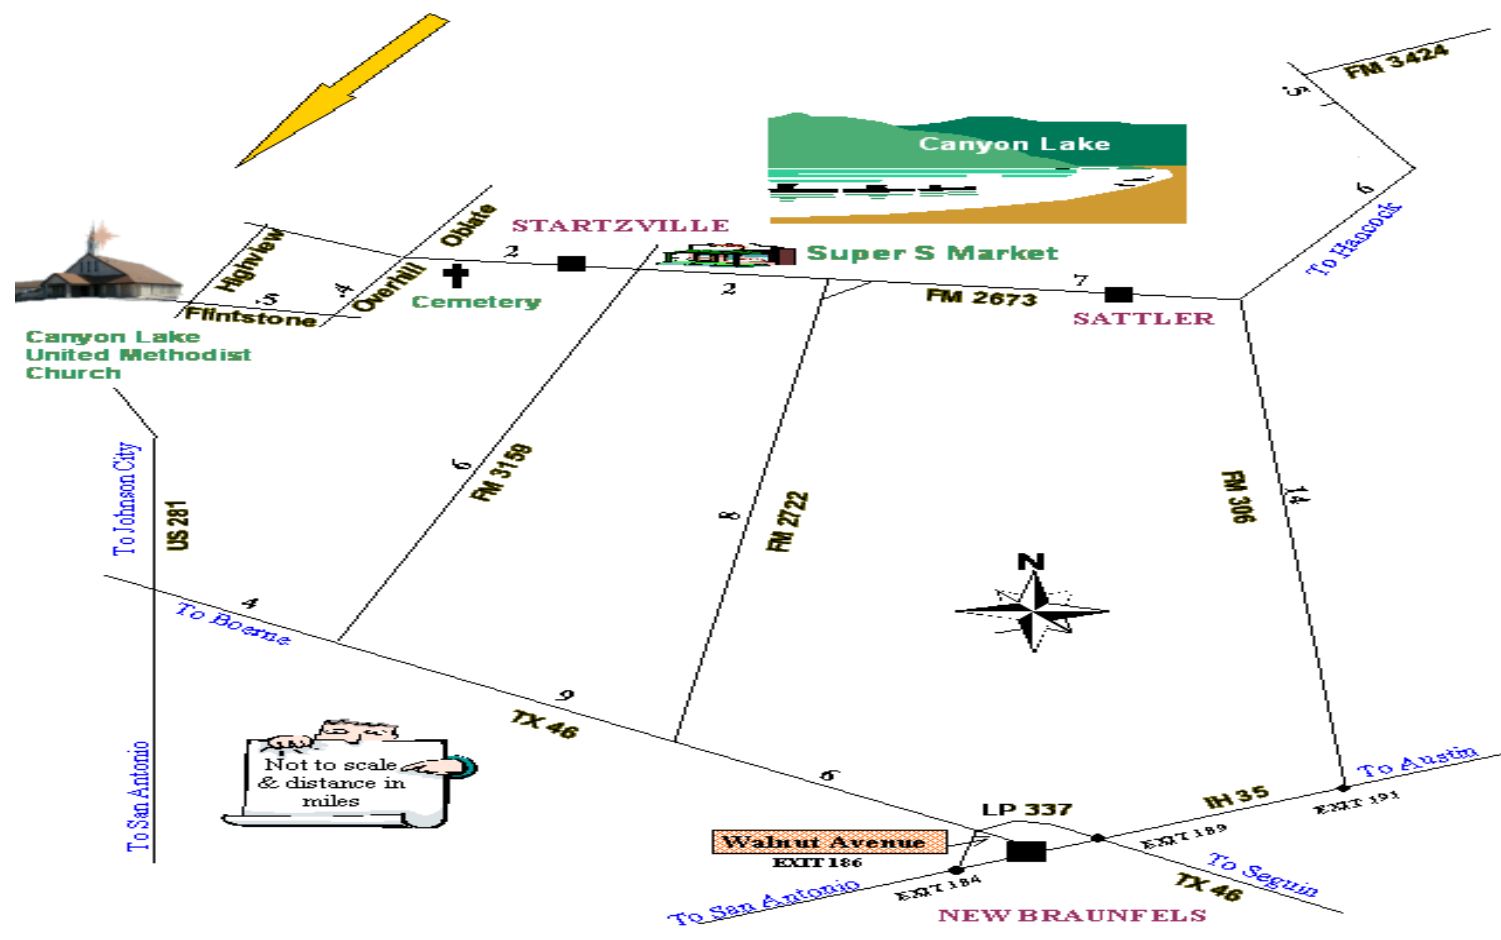 FM 3424
.5
Canyon Lake
6
To Hancock
Oblate
STARTZVILLE
Highview
2
Super S Market
Overhill
.4
.5
Cemetery
2
7
FM 2673
SATTLER
Flintstone
Canyon Lake
United Methodist
Church
To Johnson City
US 281
6
FM 3159
8
FM 2722
FM 306
14
N
4
To Boerne
9
TX 46
To San Antonio
Not to scale
& distance in
miles
6
LP 337
IH 35
To Austin
EXIT 191
Walnut Avenue
EXIT 186
EXIT 189
To Seguin
TX 46
EXIT 184
To San Antonio
NEW BRAUNFELS